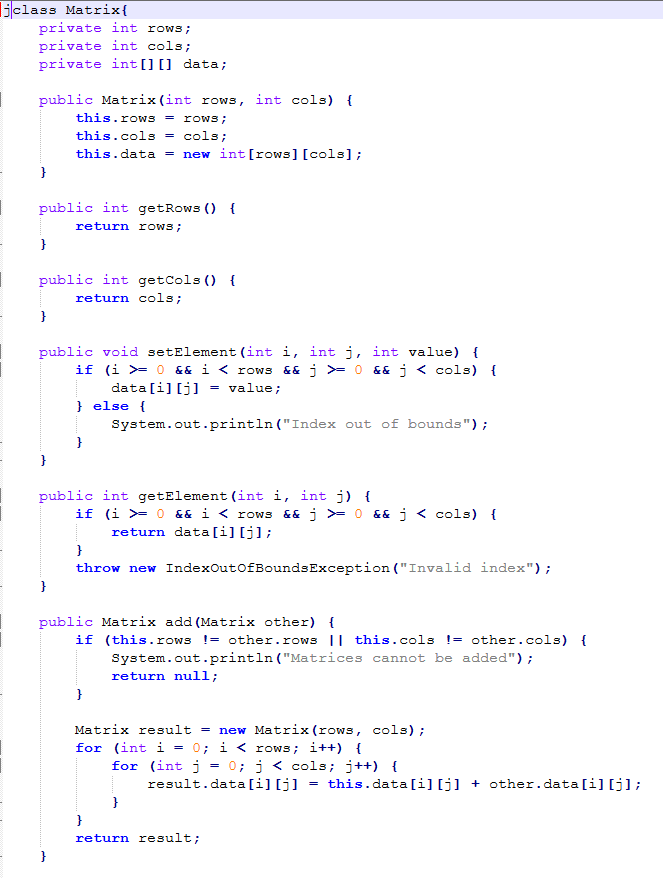 jclass Matrix{
    private int rows;
    private int cols;
    private int[][] data;

    public Matrix(int rows, int cols) {
        this.rows = rows;
        this.cols = cols;
        this.data = new int[rows][cols];
    }

    public int getRows() {
        return rows;
    }

    public int getCols() {
        return cols;
    }

    public void setElement(int i, int j, int value) {
        if (i >= 0 && i < rows && j >= 0 && j < cols) {
            data[i][j] = value;
        } else {
            System.out.println("Index out of bounds");
        }
    }

    public int getElement(int i, int j) {
        if (i >= 0 && i < rows && j >= 0 && j < cols) {
            return data[i][j];
        }
        throw new IndexOutOfBoundsException("Invalid index");
    }

    public Matrix add(Matrix other) {
        if (this.rows != other.rows || this.cols != other.cols) {
            System.out.println("Matrices cannot be added");
            return null;
        }

        Matrix result = new Matrix(rows, cols);
        for (int i = 0; i < rows; i++) {
            for (int j = 0; j < cols; j++) {
                result.data[i][j] = this.data[i][j] + other.data[i][j];
            }
        }
        return result;
    }